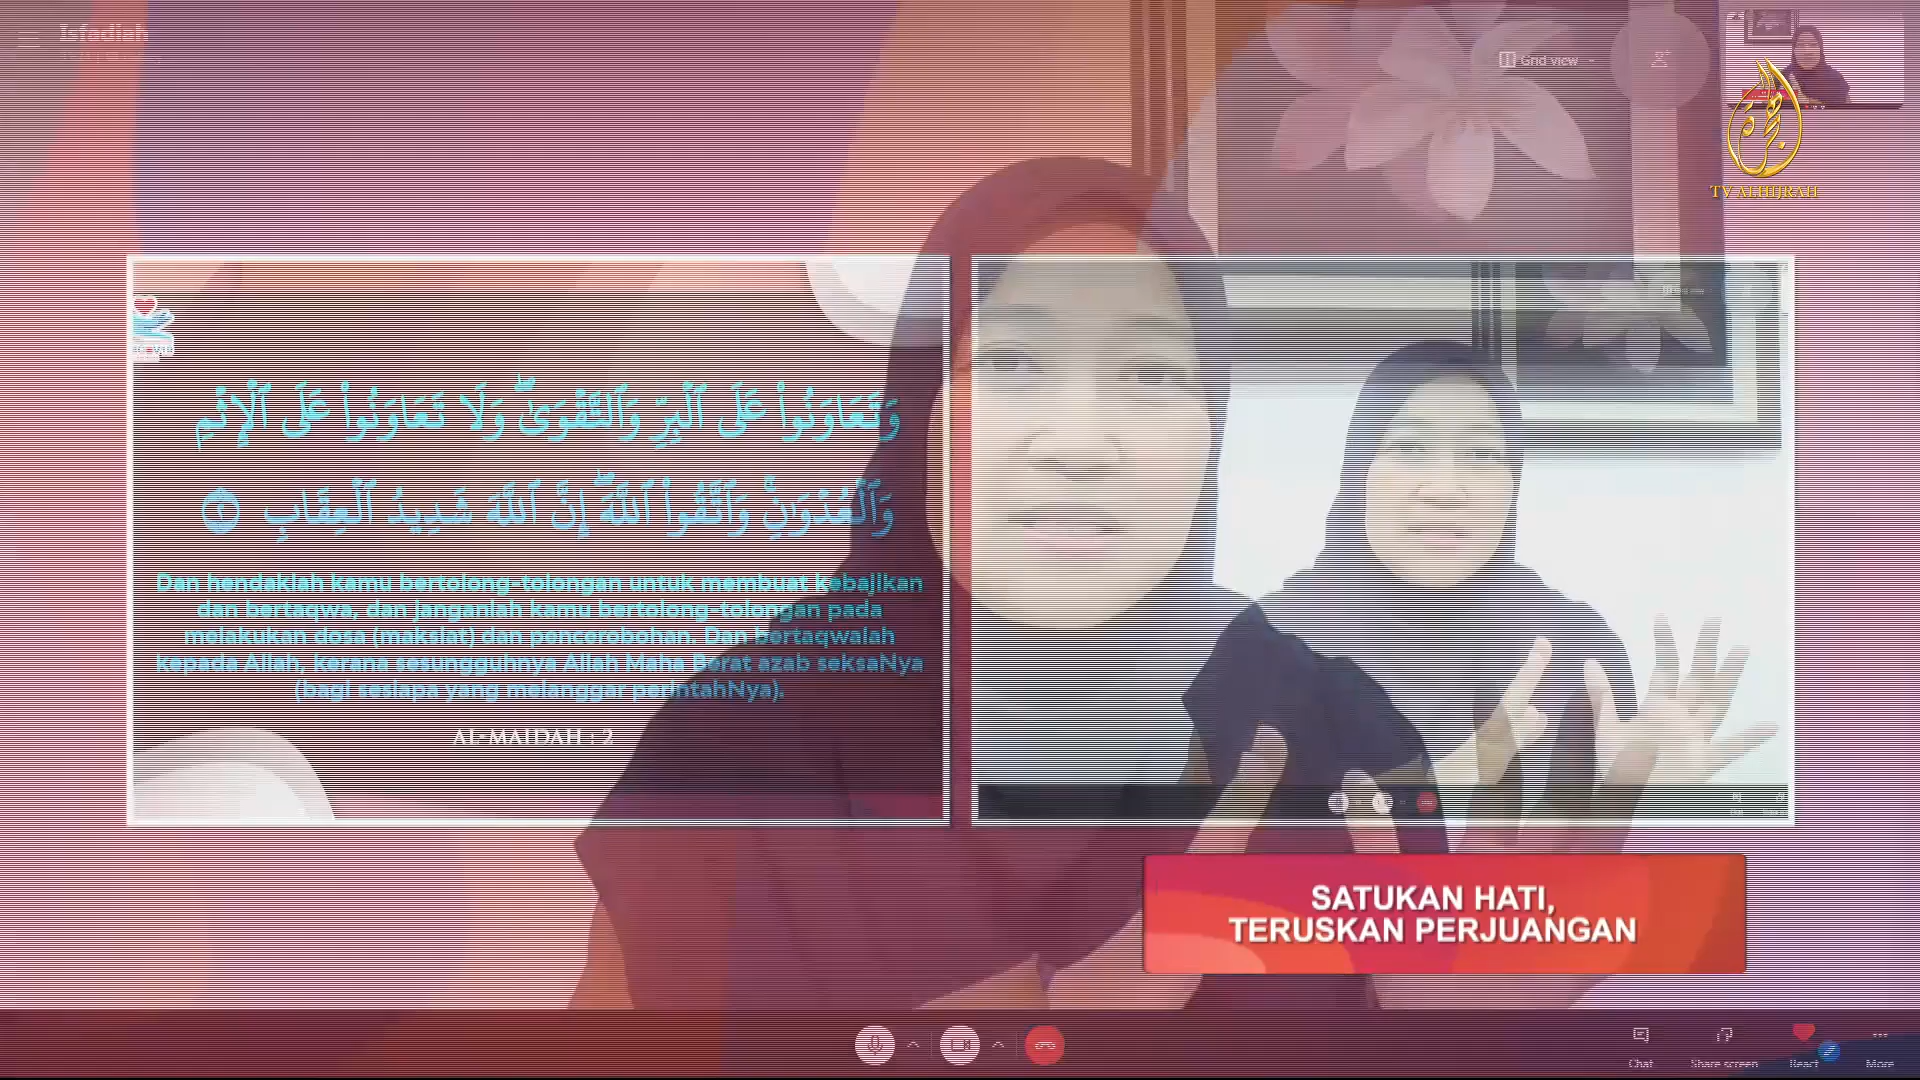 Isfadiah
Grid view
TV ALHIJRAH
وَتَعَاوَنُوا۟ عَلَى ٱلْبِرِّ وَٱلتَّقْوَىٰ ۖ وَلَا تَعَاوَنُوا۟ عَلَى ٱلْإِثْمِ
وَٱلْعُدْوَٰنِ ۚ وَٱتَّقُوا۟ ٱللَّهَ ۖ إِنَّ ٱللَّهَ شَدِيدُ ٱلْعِقَابِ ٢
Dan hendaklah kamu bertolong-tolongan untuk membuat kebajikan
dan bertaqwa, dan janganlah kamu bertolong-tolongan pada
melakukan dosa (maksiat) dan pencerobohan. Dan bertaqwalah
kepada Allah, kerana sesungguhnya Allah Maha Berat azab seksaNya
(bagi sesiapa yang melanggar perintahNya).
AL-MAIDAH : 2
SATUKAN HATI,
TERUSKAN PERJUANGAN
Chat
Share screen
React
More